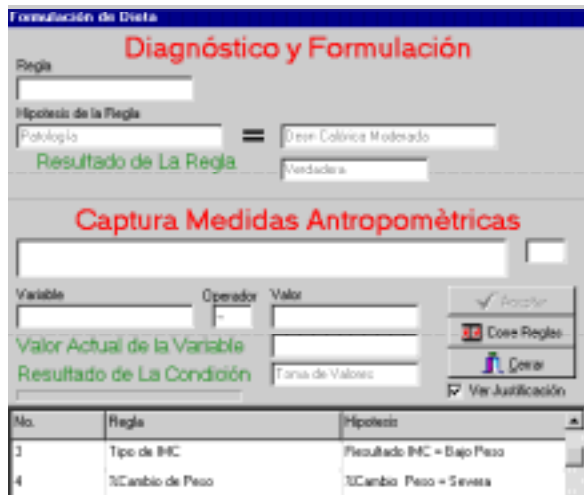 Formulación de Dieta
Diagnóstico y Formulación
Regla
Hipotesis de la Regla
Patología = Desn Calórica Moderada
Resultado de La Regla Verdadera
Captura Medidas Antropomètricas
Variable Operador Valor
Aceptar
Valor Actual de la Variable Reglas
Resultado de La Condición Toma de Valores Cerrar
Ver Justificación
No. Regla Hipotesis
3 Tipo de IMC Resultado IMC = Bajo Peso
4 %Cambio de Peso %Cambio Peso = Severa